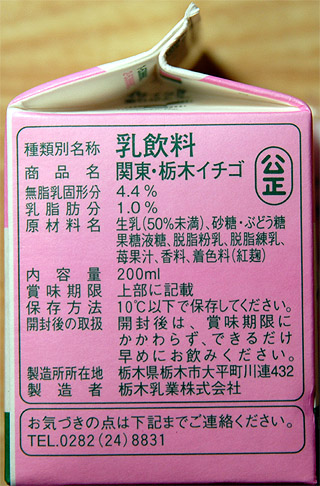 種類別名称 乳飲料
商品名 関東・栃木イチゴ
無脂乳固形分 4.4%
乳脂肪分 1.0%
原材料名 生乳(50%未満)、砂糖・ぶどう糖
果糖液糖、脱脂粉乳、脱脂練乳、
苺果汁、香料、着色料(紅麹)
内容量 200ml
賞味期限 上部に記載
保存方法 10℃以下で保存してください。
開封後の取扱 開封後は、賞味期限に
かかわらず、できるだけ
早めにお飲みください。
製造所所在地 栃木県栃木市大平町川連432
製造者 栃木乳業株式会社
公正
お気づきの点は下記までご連絡ください。
TEL.0282(24)8831